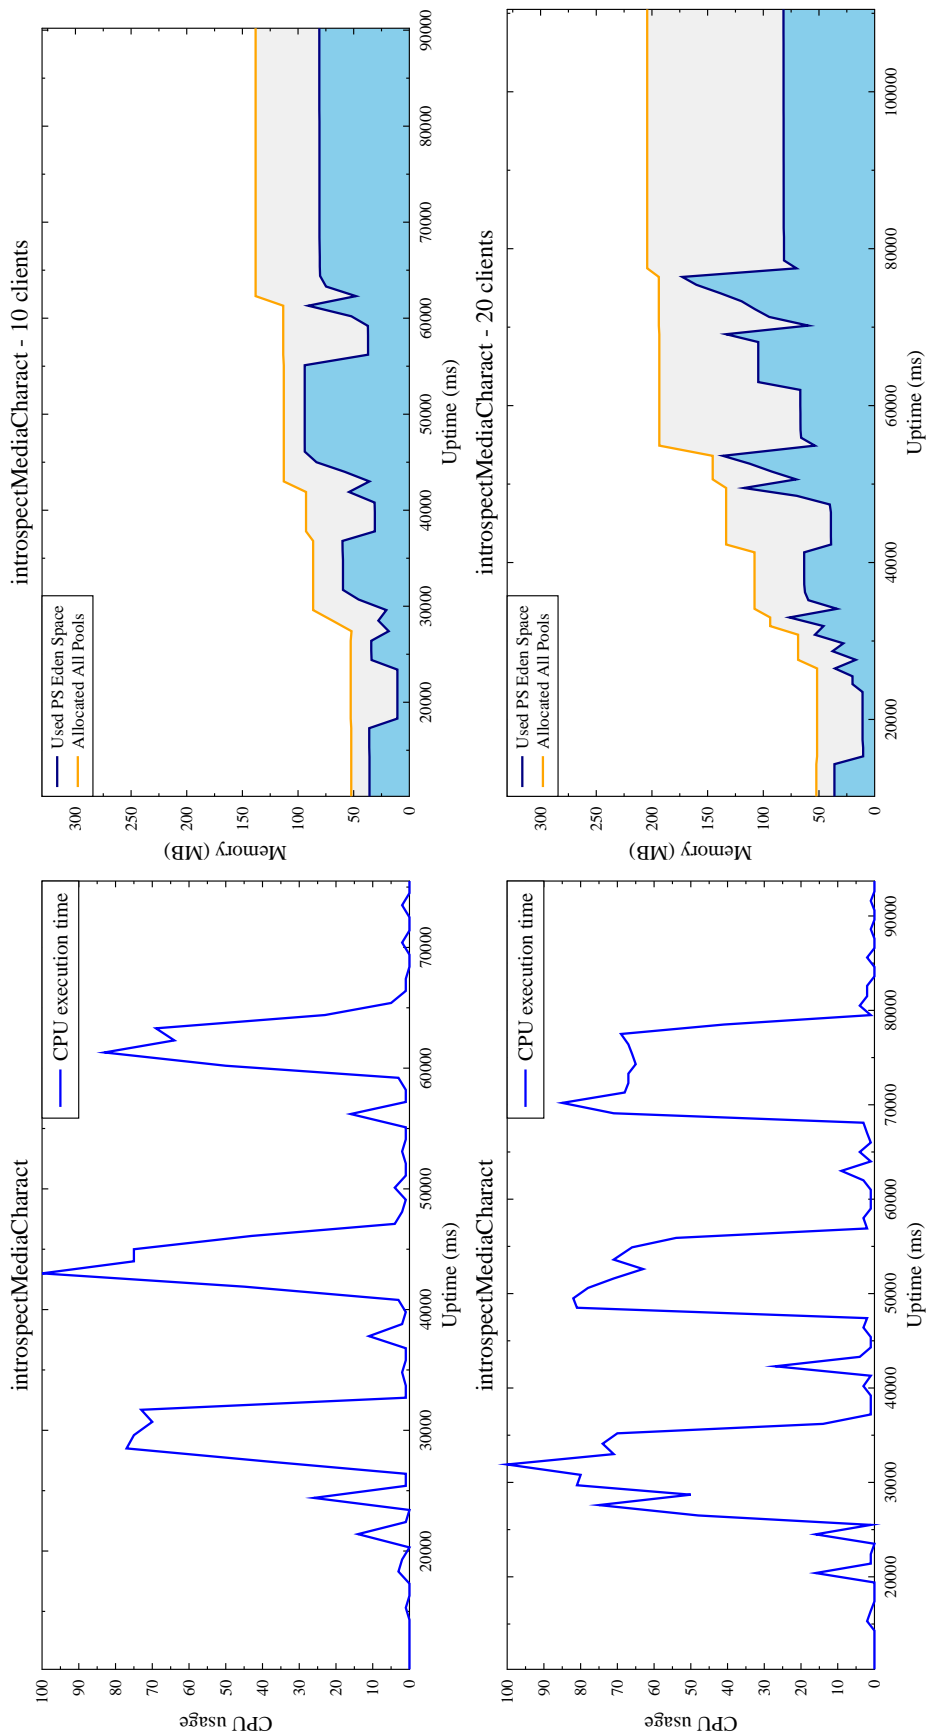 introspectMediaCharact
CPU execution time
100
90
80
70
60
50
40
30
20
10
0
CPU usage
20000 30000 40000 50000 60000 70000
Uptime (ms)
introspectMediaCharact - 10 clients
Used PS Eden Space
Allocated All Pools
300
250
200
150
100
50
0
Memory (MB)
20000 30000 40000 50000 60000 70000 80000 90000
Uptime (ms)
introspectMediaCharact
CPU execution time
100
90
80
70
60
50
40
30
20
10
0
CPU usage
20000 30000 40000 50000 60000 70000 80000 90000
Uptime (ms)
introspectMediaCharact - 20 clients
Used PS Eden Space
Allocated All Pools
300
250
200
150
100
50
0
Memory (MB)
20000 40000 60000 80000 100000
Uptime (ms)